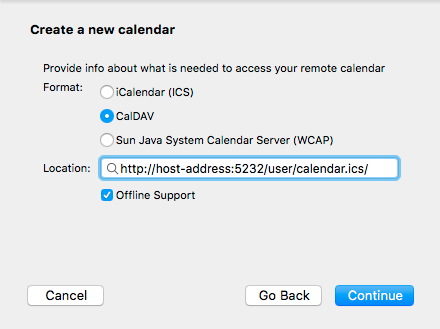 Create a new calendar
Provide info about what is needed to access your remote calendar
Format:
iCalendar (ICS)
CalDAV
Sun Java System Calendar Server (WCAP)
Location: http://host-address:5232/user/calendar.ics/
Offline Support
Cancel Go Back Continue